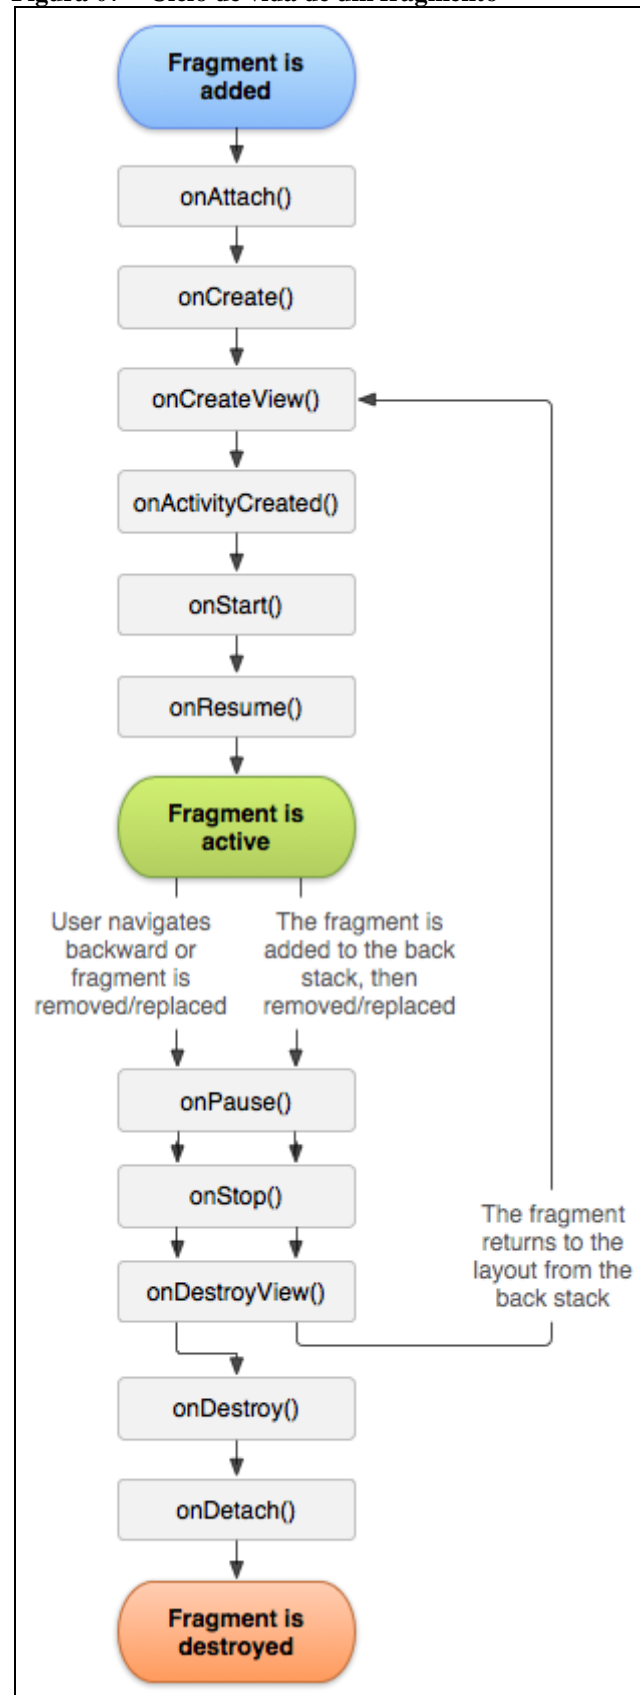 Fragment is
added
onAttach()
onCreate()
onCreateView()
onActivityCreated()
onStart()
onResume()
Fragment is
active
User navigates
backward or
fragment is
removed/replaced
The fragment is
added to the back
stack, then
removed/replaced
onPause()
onStop()
onDestroyView()
The fragment
returns to the
layout from the
back stack
onDestroy()
onDetach()
Fragment is
destroyed